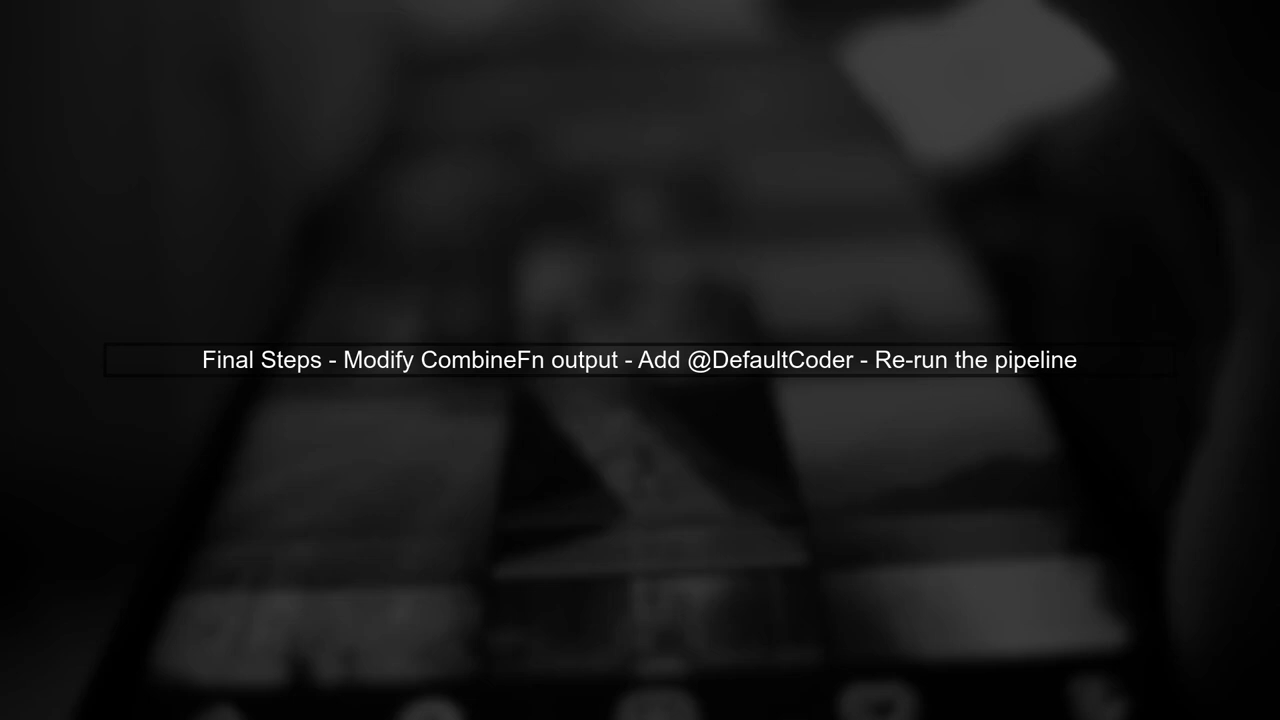 Final Steps - Modify CombineFn output - Add @DefaultCoder - Re-run the pipeline